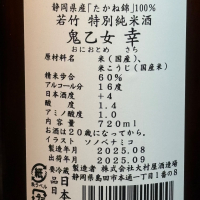 静岡県産「たかね錦」100%
若竹 特別純米酒
鬼乙女 幸
おにおとめ さち
原材料名 米(国産)、
米こうじ(国産米)
精米歩合 60%
アルコール分 16度
日本酒度 +4
酸度 1.4
アミノ酸度 1.0
内容量 720ml
お酒は20歳になってから。
イラスト ソノベナミコ
製造年月 2025.08
出荷年月 2025.09
製造者 株式会社大村屋酒造場
静岡県島田市本通一丁目1番の8
日本